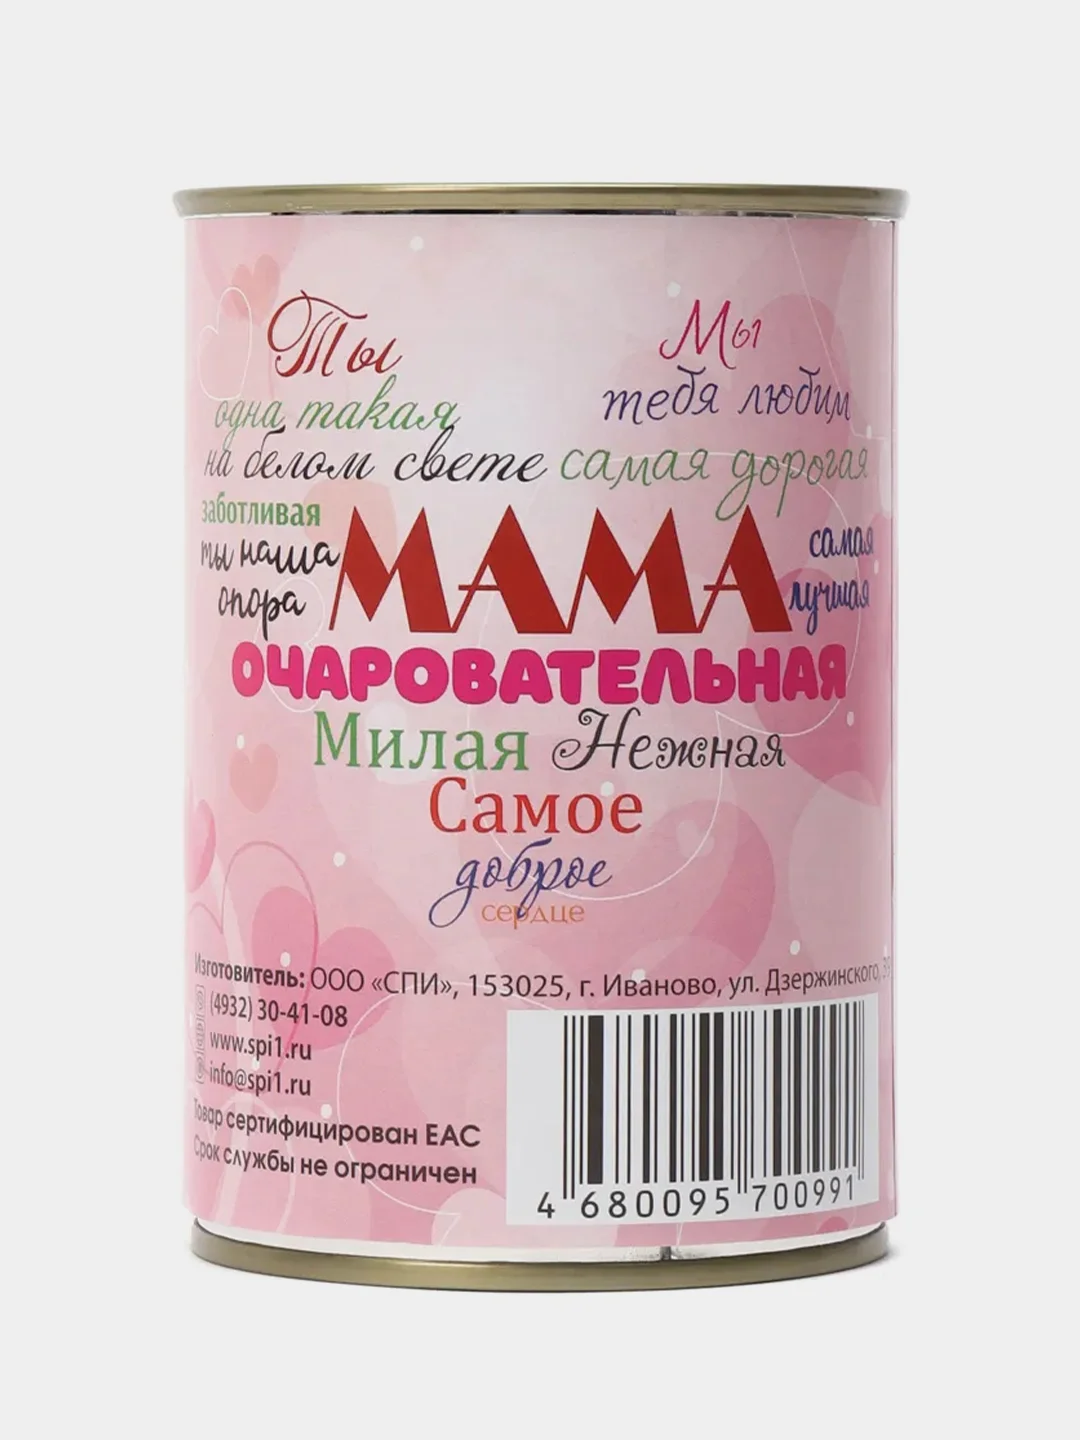 Ты
одна такая
на белом свете
Мы
тебя любим
самая дорогая
заботливая
ты наша
опора
МАМА
самая
лучшая
ОЧАРОВАТЕЛЬНАЯ
Милая Нежная
Самое
доброе
сердце
Изготовитель: ООО «СПИ», 153025, г. Иваново, ул. Дзержинского, 39
(4932) 30-41-08
www.spi1.ru
info@spi1.ru
Товар сертифицирован ЕАС
Срок службы не ограничен
4 680095 700991